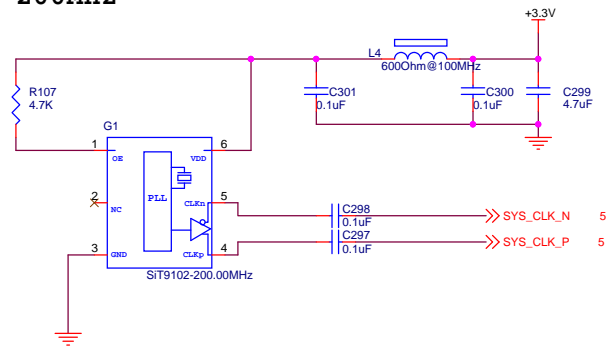 +3.3V
L4
600Ohm@100MHz
R107
4.7K
C301
0.1uF
C300
0.1uF
C299
4.7uF
G1
1
OE
VDD
6
PLL
2
NC
CLKn
5
C298
0.1uF
SYS_CLK_N 5
C297
0.1uF
SYS_CLK_P 5
3
GND
CLKp
4
SiT9102-200.00MHz